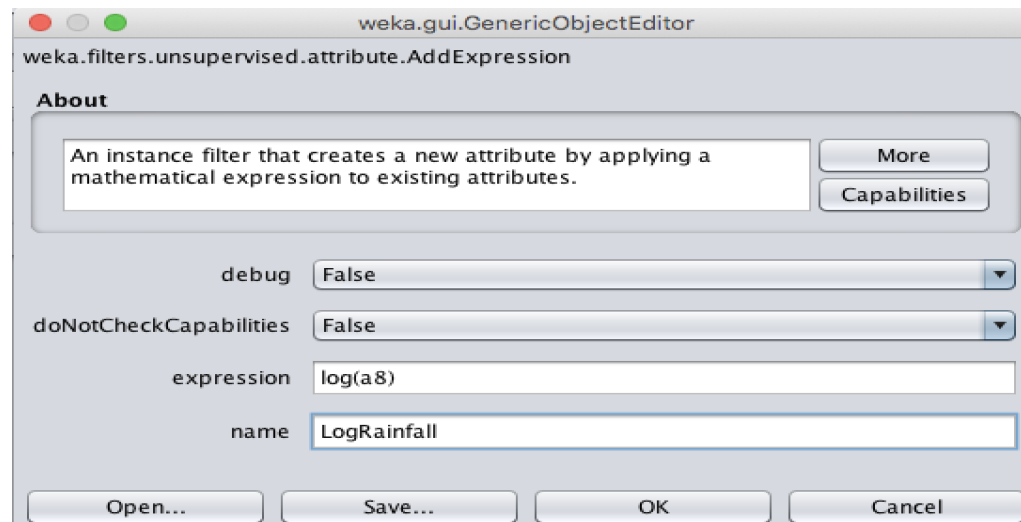 weka.gui.GenericObjectEditor
weka.filters.unsupervised.attribute.AddExpression
About
An instance filter that creates a new attribute by applying a
mathematical expression to existing attributes.
More
Capabilities
debug False
doNotCheckCapabilities False
expression log(a8)
name LogRainfall
Open... Save... OK Cancel